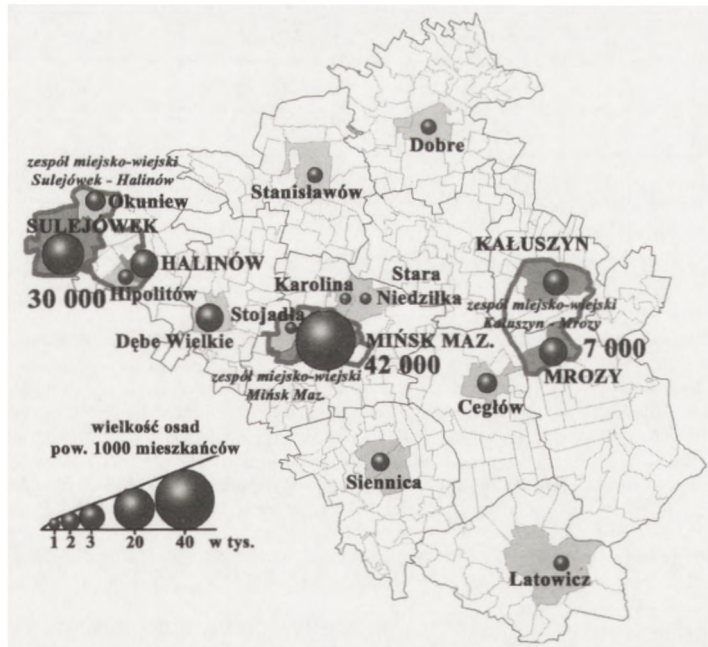 Dobre
zespół miejsko-wiejski
Sulejówek - Halinów
Stanisławów
Okuniew
SULEJÓWEK
KAŁUSZYN
HALINÓW
Karolina
Stara
Niedziłka
30 000
Hipolitów
zespół miejsko-wiejski
Kałuszyn - Mrozy
Stojadła
Dębe Wielkie
MIŃSK MAZ.
7 000
42 000
MROZY
zespół miejsko-wiejski
Mińsk Maz.
Cegłów
wielkość osad
pow. 1000 mieszkańców
Siennica
1 2 3 20 40 w tys.
Latowicz